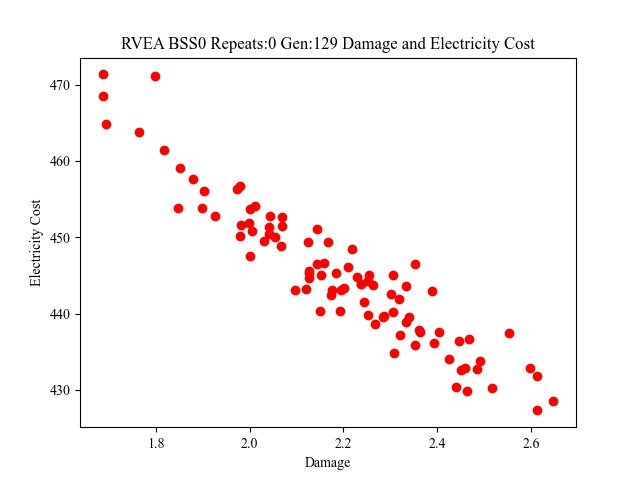 RVEA BSS0 Repeats:0 Gen:129 Damage and Electricity Cost
470
460
450
440
430
Electricity Cost
1.8 2.0 2.2 2.4 2.6
Damage